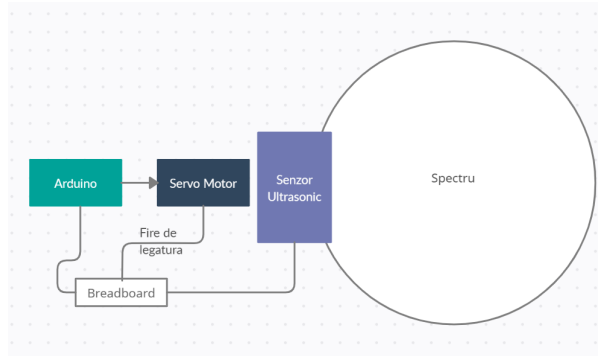 Arduino
Servo Motor
Senzor
Ultrasonic
Spectru
Fire de
legatura
Breadboard